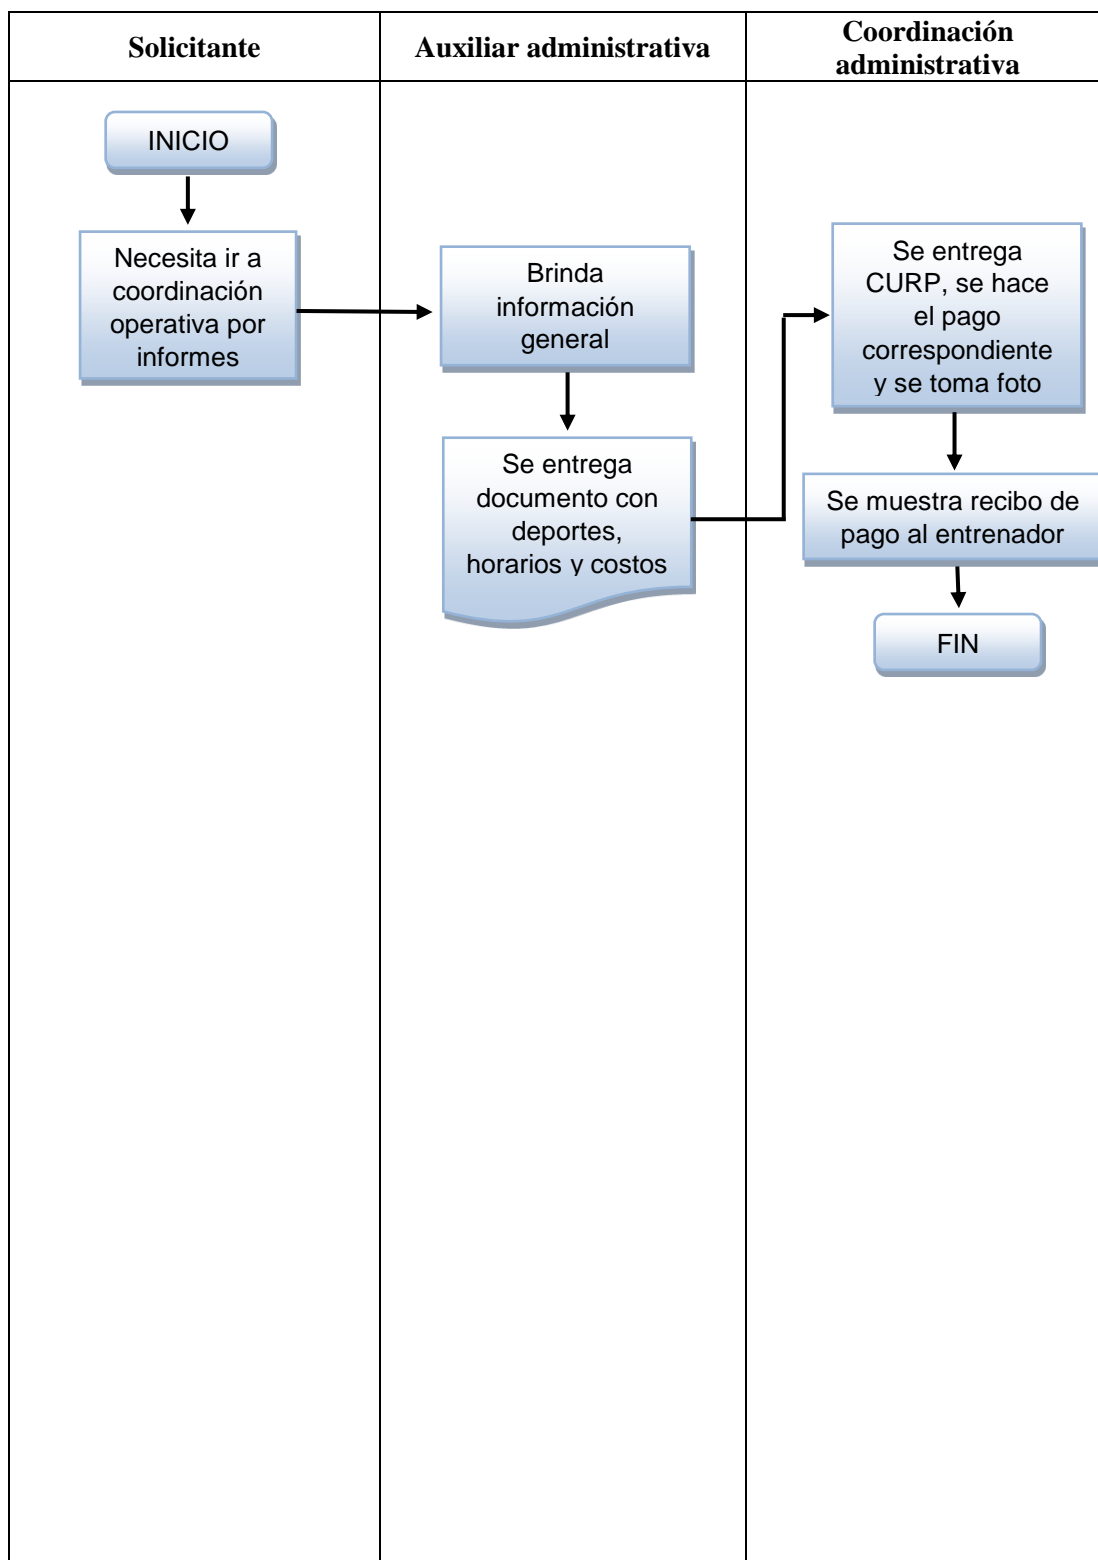 Solicitante
Auxiliar administrativa
Coordinación
administrativa
INICIO
Necesita ir a
coordinación
operativa por
informes
Brinda
información
general
Se entrega
documento con
deportes,
horarios y costos
Se entrega
CURP, se hace
el pago
correspondiente
y se toma foto
Se muestra recibo de
pago al entrenador
FIN